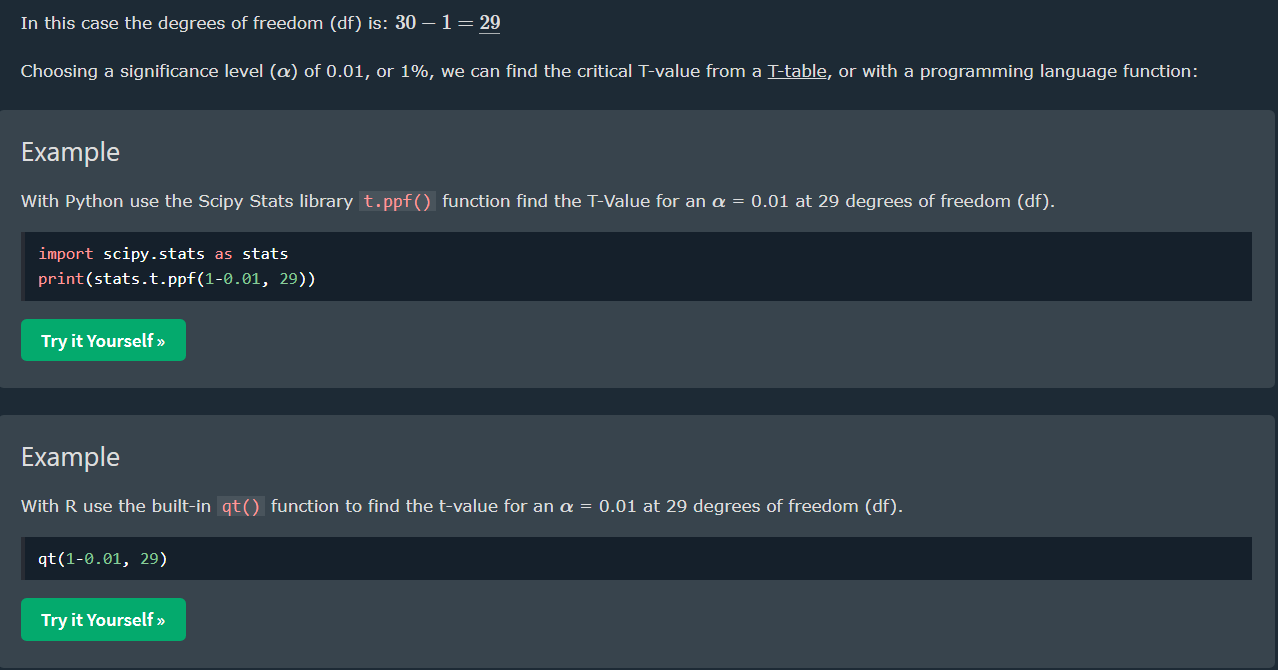 In this case the degrees of freedom (df) is: 30 − 1 = 29
Choosing a significance level (α) of 0.01, or 1%, we can find the critical T-value from a T-table, or with a programming language function:
Example
With Python use the Scipy Stats library t.ppf() function find the T-Value for an α = 0.01 at 29 degrees of freedom (df).
import scipy.stats as stats
print(stats.t.ppf(1-0.01, 29))
Try it Yourself »
Example
With R use the built-in qt() function to find the t-value for an α = 0.01 at 29 degrees of freedom (df).
qt(1-0.01, 29)
Try it Yourself »